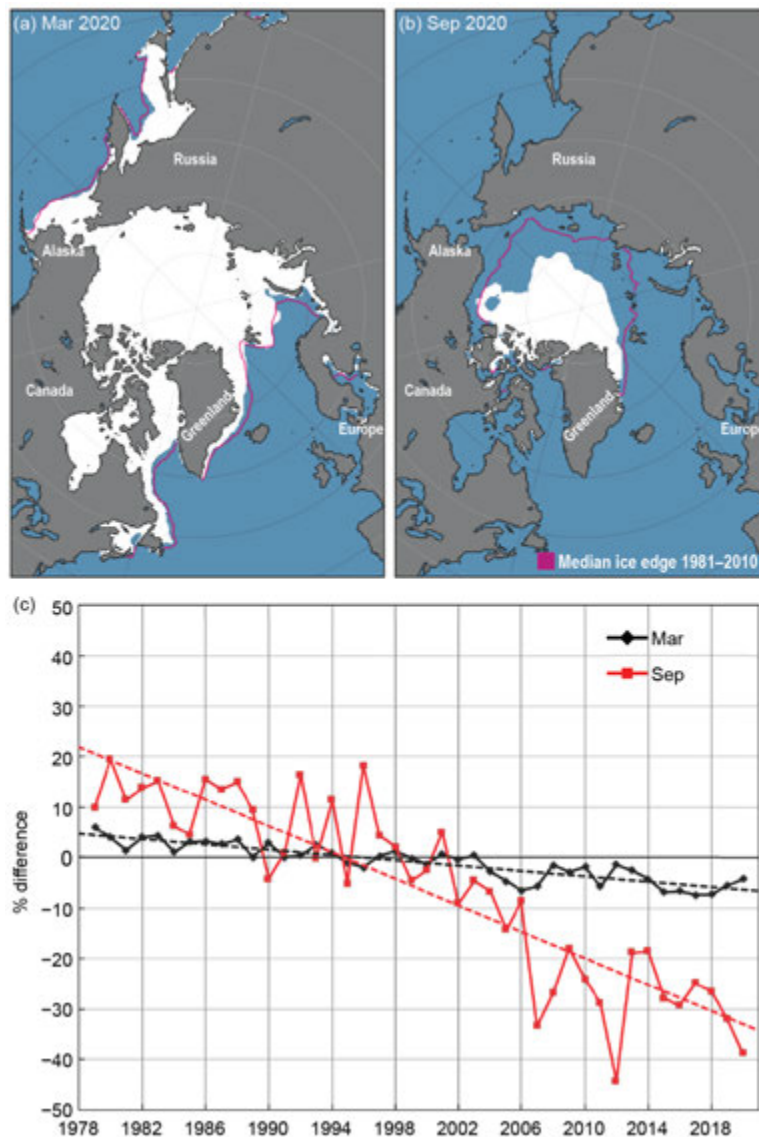 (a) Mar 2020
Russia
Alaska
Canada
Greenland
Europe
(b) Sep 2020
Russia
Alaska
Canada
Greenland
Europe
Median ice edge 1981–2010
(c)
50
40
30
20
10
0
−10
−20
−30
−40
−50
% difference
Mar
Sep
1978 1982 1986 1990 1994 1998 2002 2006 2010 2014 2018